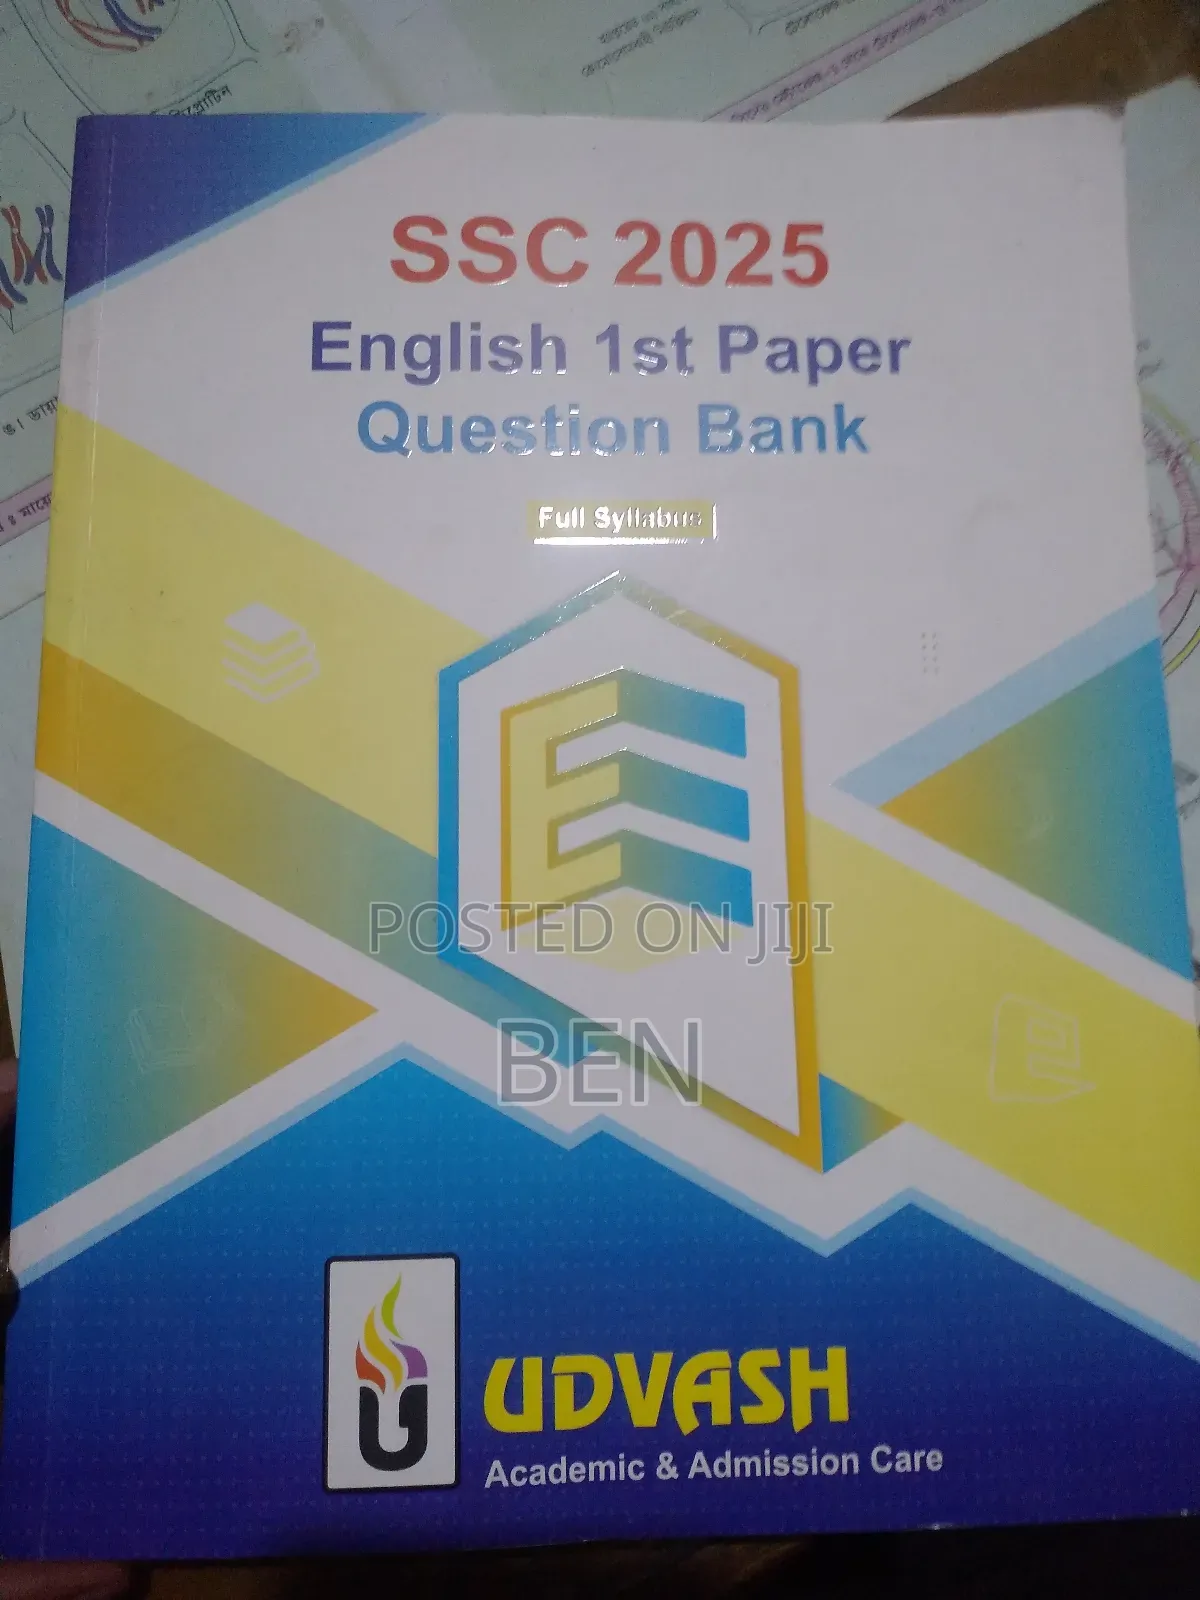 SSC 2025
English 1st Paper
Question Bank
Full Syllabus
POSTED ON JIJI
BEN
UDVASH
Academic & Admission Care